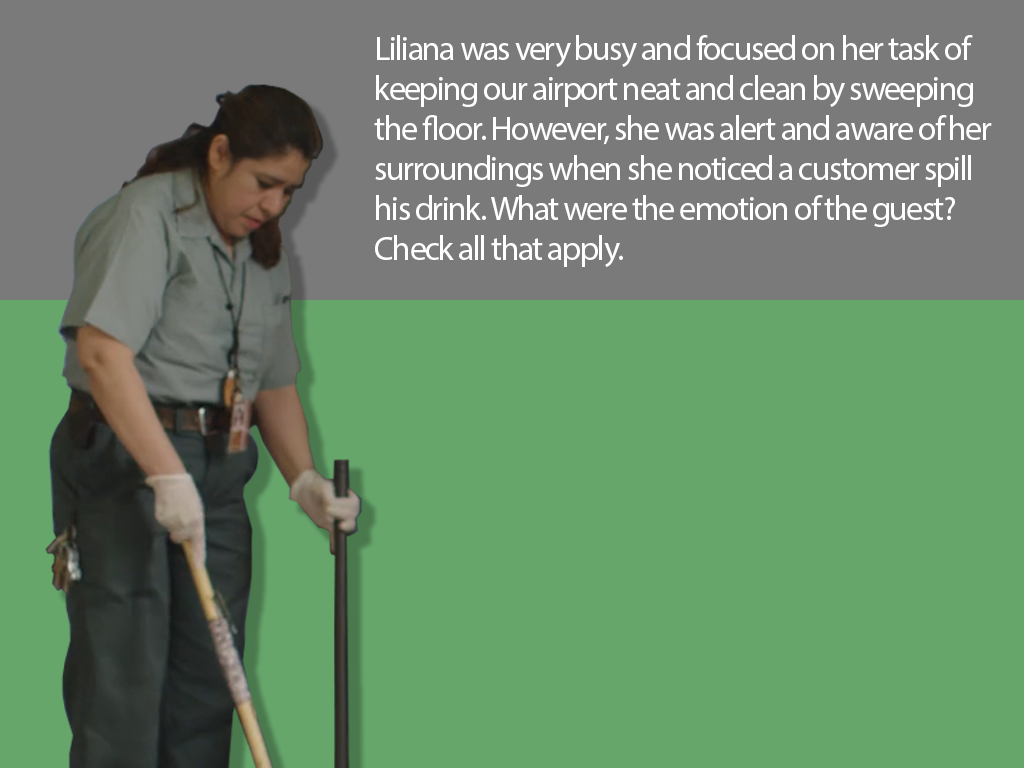 Liliana was very busy and focused on her task of
keeping our airport neat and clean by sweeping
the floor. However, she was alert and aware of her
surroundings when she noticed a customer spill
his drink. What were the emotion of the guest?
Check all that apply.